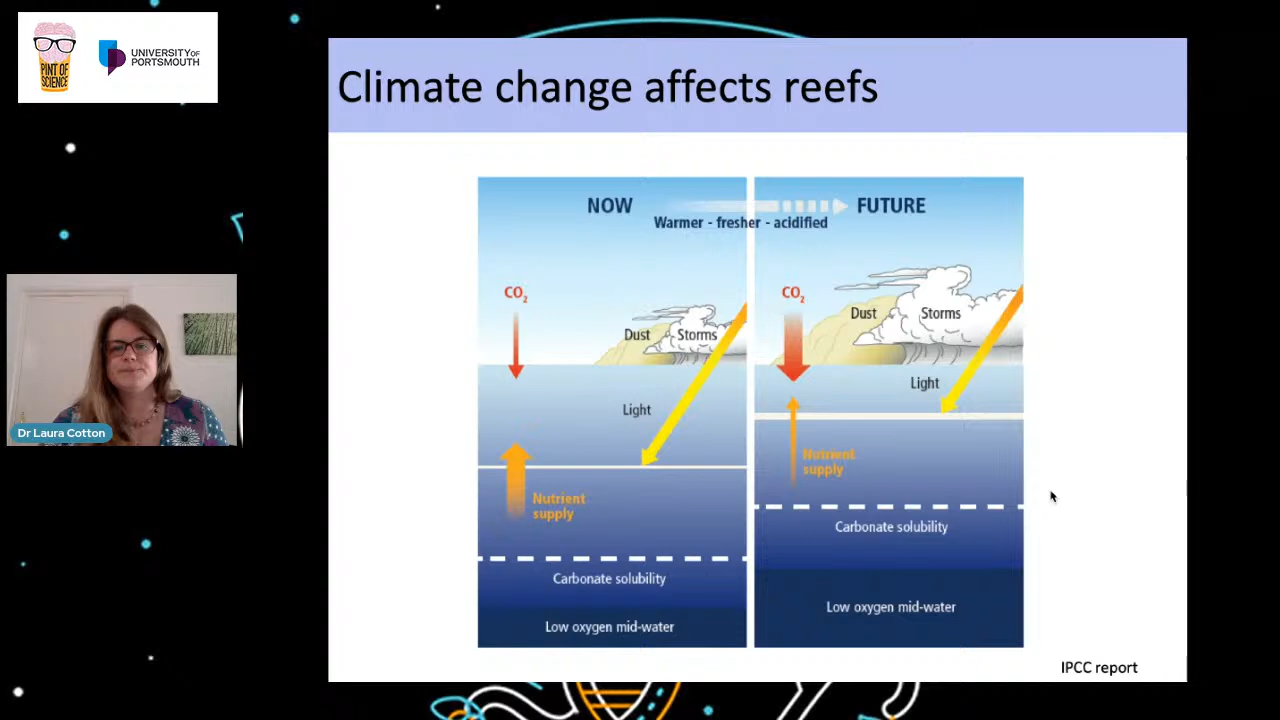 PINT OF
SCIENCE
UNIVERSITY OF
PORTSMOUTH
Climate change affects reefs
NOW
FUTURE
Warmer - fresher - acidified
CO₂
Dust
Storms
Light
Nutrient
supply
Carbonate solubility
Low oxygen mid-water
CO₂
Dust
Storms
Light
Nutrient
supply
Carbonate solubility
Low oxygen mid-water
IPCC report
Dr Laura Cotton